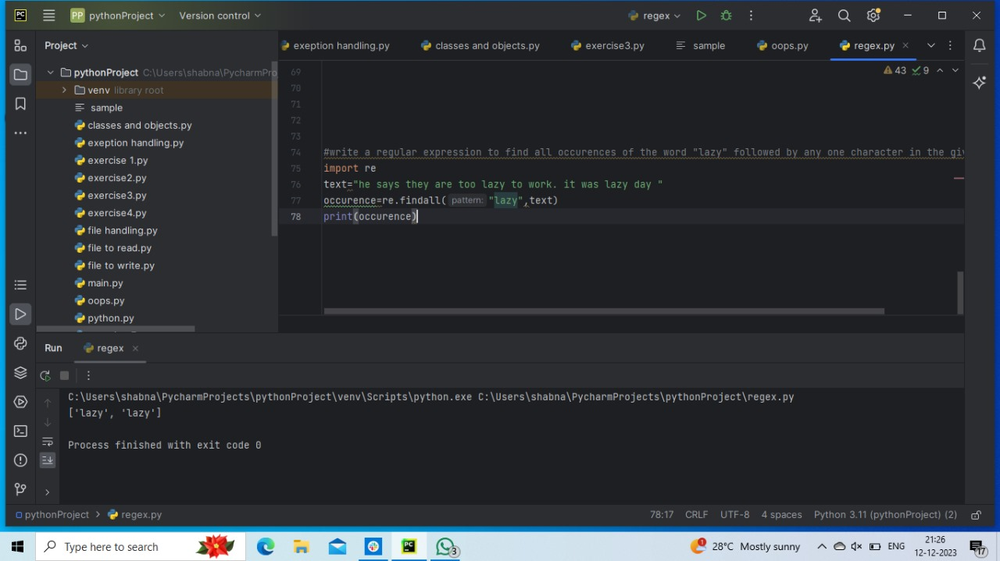 PC
PP pythonProject Version control regex
Project
exeption handling.py classes and objects.py exercise3.py sample oops.py regex.py
pythonProject C:\Users\shabna\PycharmPro
venv library root
sample
classes and objects.py
exeption handling.py
exercise 1.py
exercise2.py
exercise3.py
exercise4.py
file handling.py
file to read.py
file to write.py
main.py
oops.py
python.py
43 9
69
70
71
72
73
74 #write a regular expression to find all occurences of the word "lazy" followed by any one character in the giv
75 import re
76 text="he says they are too lazy to work. it was lazy day "
77 occurence=re.findall( pattern: "lazy",text)
78 print(occurence)
Run regex
C:\Users\shabna\PycharmProjects\pythonProject\venv\Scripts\python.exe C:\Users\shabna\PycharmProjects\pythonProject\regex.py
['lazy', 'lazy']
Process finished with exit code 0
pythonProject > regex.py 78:17 CRLF UTF-8 4 spaces Python 3.11 (pythonProject) (2)
Type here to search PC 3 1 28°C Mostly sunny ENG 21:26
12-12-2023 17